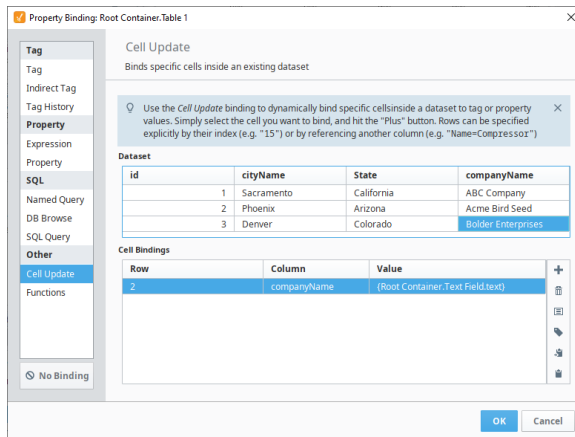 Property Binding: Root Container.Table 1
Tag
Tag
Indirect Tag
Tag History
Property
Expression
Property
SQL
Named Query
DB Browse
SQL Query
Other
Cell Update
Functions
No Binding
Cell Update
Binds specific cells inside an existing dataset
Use the Cell Update binding to dynamically bind specific cellsinside a dataset to tag or property
values. Simply select the cell you want to bind, and hit the "Plus" button. Rows can be specified
explicitly by their index (e.g. "15") or by referencing another column (e.g. "Name=Compressor")
Dataset
id cityName State companyName
1 Sacramento California ABC Company
2 Phoenix Arizona Acme Bird Seed
3 Denver Colorado Bolder Enterprises
Cell Bindings
Row Column Value
2 companyName {Root Container.Text Field.text}
OK Cancel